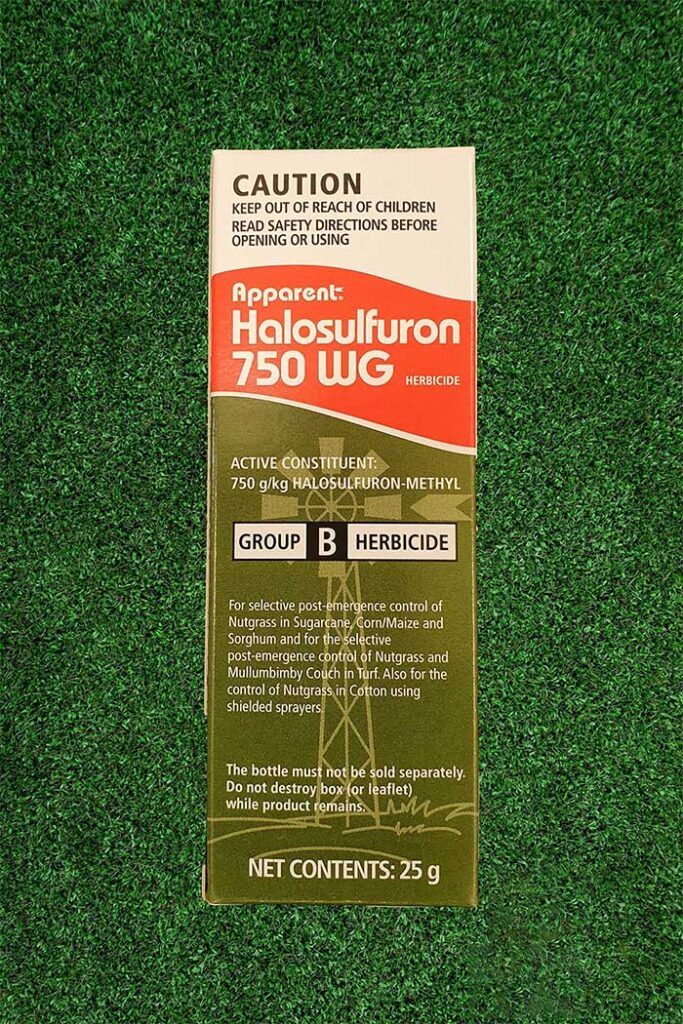 CAUTION
KEEP OUT OF REACH OF CHILDREN
READ SAFETY DIRECTIONS BEFORE
OPENING OR USING
Apparent™
Halosulfuron
750 WG HERBICIDE
ACTIVE CONSTITUENT:
750 g/kg HALOSULFURON-METHYL
GROUP B HERBICIDE
For selective post-emergence control of
Nutgrass in Sugarcane, Corn/Maize and
Sorghum and for the selective
post-emergence control of Nutgrass and
Mullumbimby Couch in Turf. Also for the
control of Nutgrass in Cotton using
shielded sprayers.
The bottle must not be sold separately.
Do not destroy box (or leaflet)
while product remains.
NET CONTENTS: 25 g